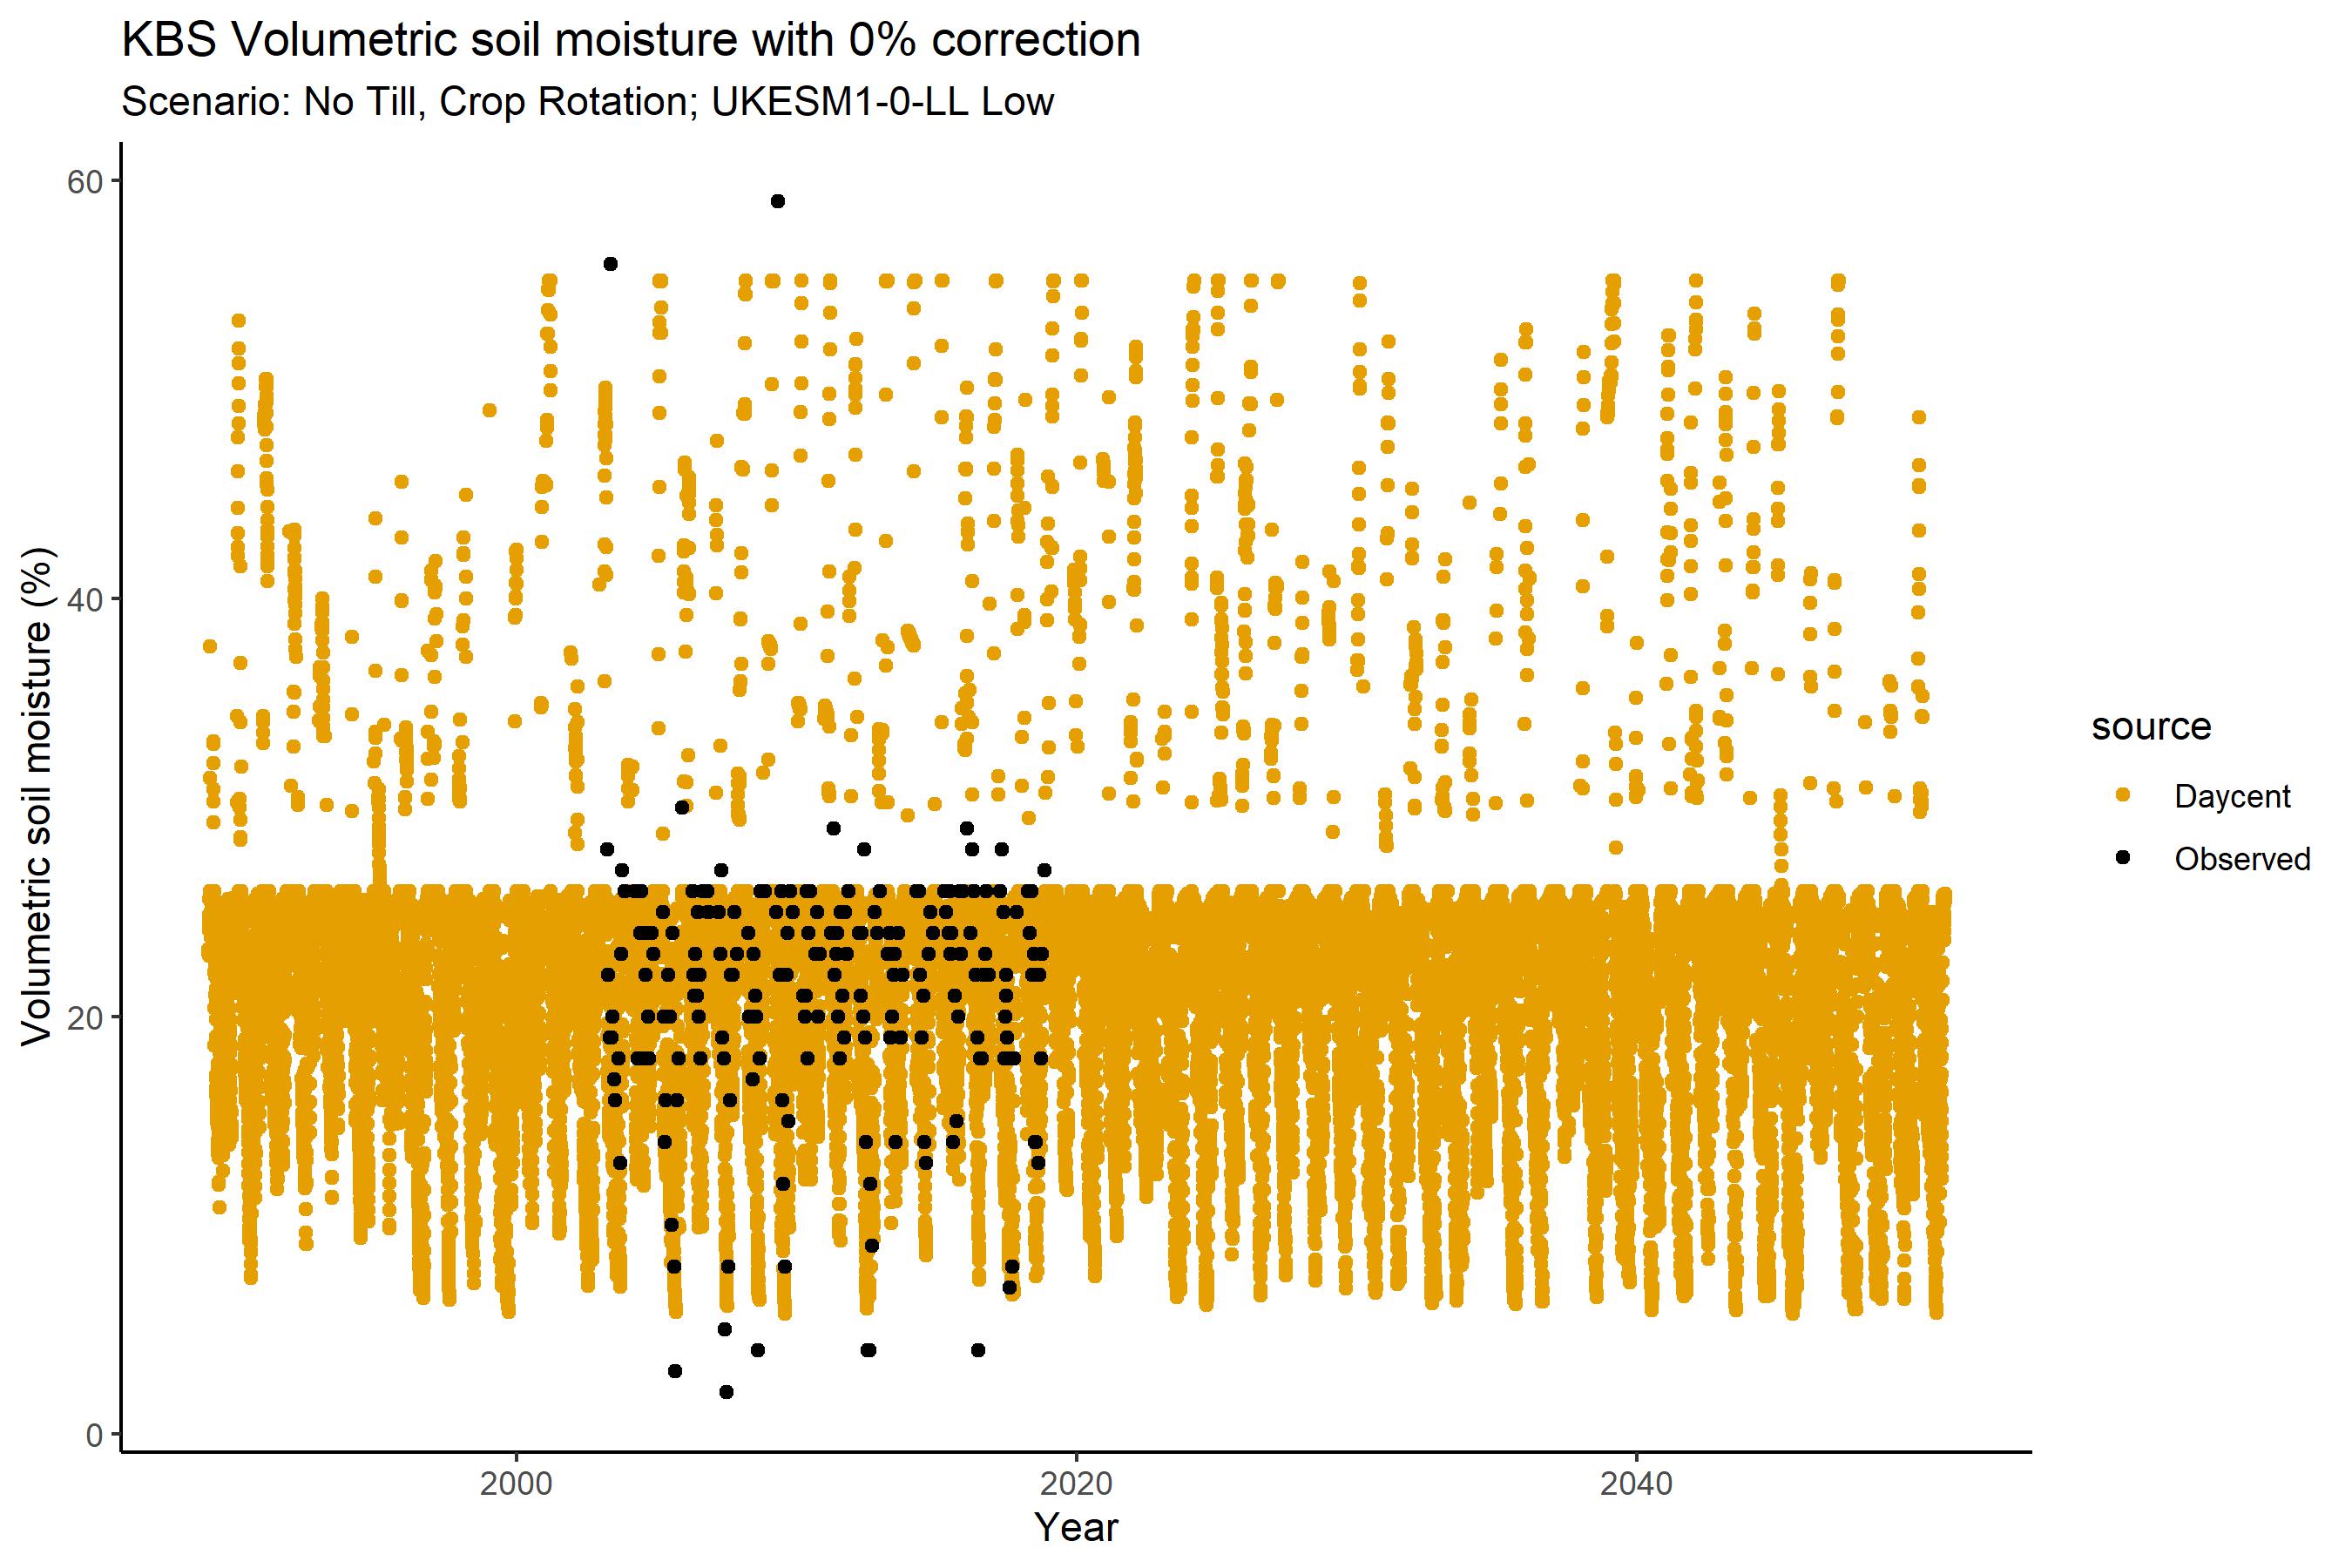 KBS Volumetric soil moisture with 0% correction
Scenario: No Till, Crop Rotation; UKESM1-0-LL Low
Volumetric soil moisture (%)
60
40
20
0
2000
2020
2040
Year
source
Daycent
Observed